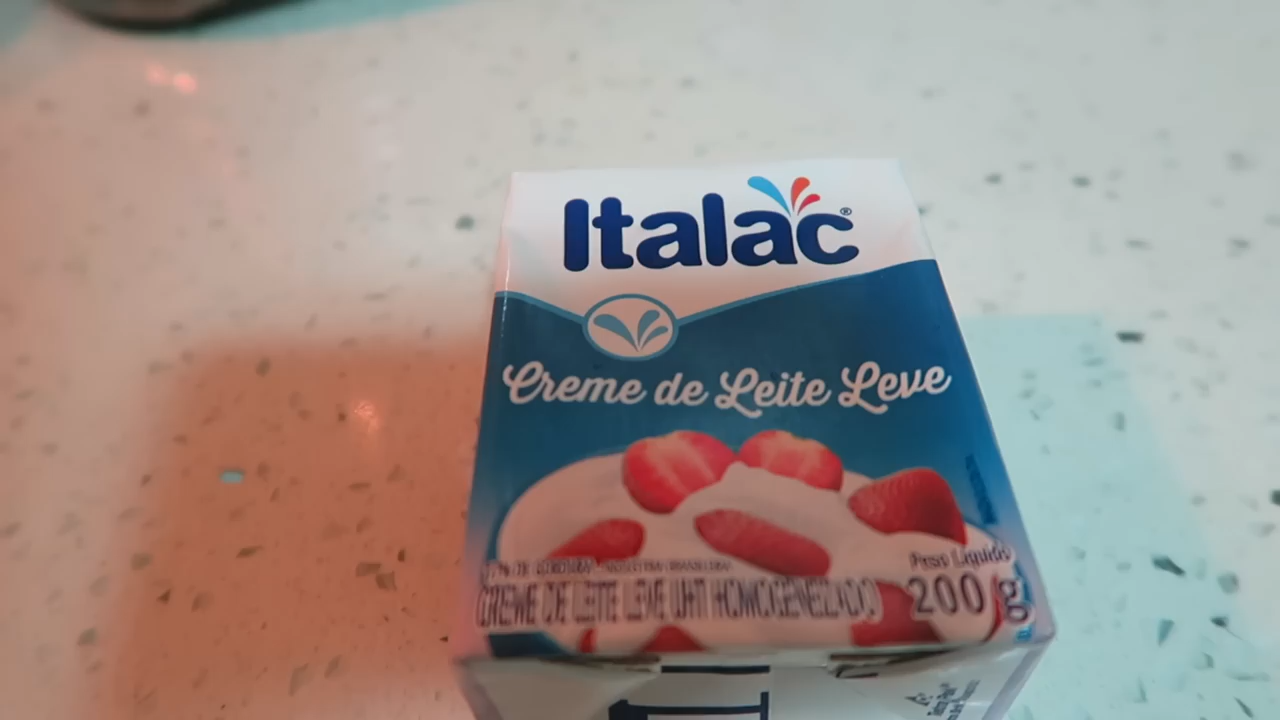 Italac®
Creme de Leite Leve
Peso Líquido
CREME DE LEITE LEVE UHT HOMOGENEIZADO 200 g